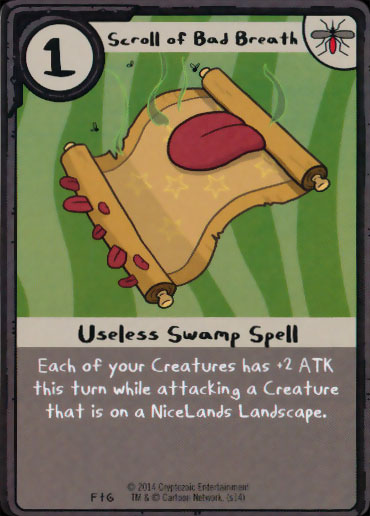 1
Scroll of Bad Breath
Useless Swamp Spell
Each of your Creatures has +2 ATK
this turn while attacking a Creature
that is on a NiceLands Landscape.
© 2014 Cryptozoic Entertainment
FtG TM & © Cartoon Network. (s14)